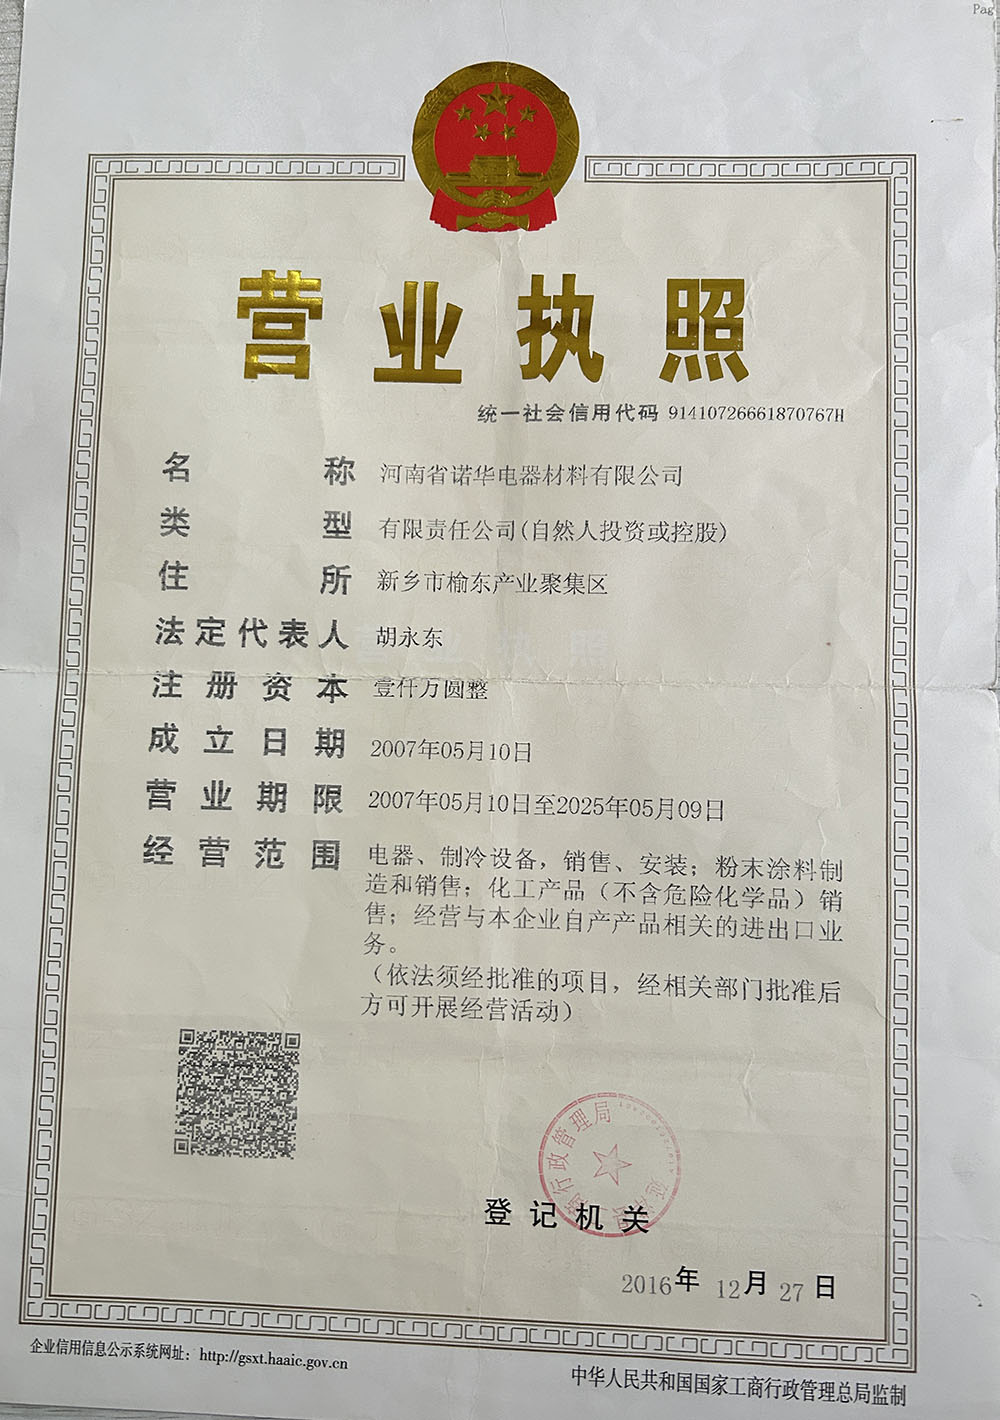 Pag
营业执照
统一社会信用代码 91410726661870767H
名称 河南省诺华电器材料有限公司
类型 有限责任公司(自然人投资或控股)
住所 新乡市榆东产业聚集区
法定代表人 胡永东
注册资本 壹仟万圆整
成立日期 2007年05月10日
营业期限 2007年05月10日至2025年05月09日
经营范围 电器、制冷设备，销售、安装；粉末涂料制
造和销售；化工产品（不含危险化学品）销
售；经营与本企业自产产品相关的进出口业
务。
（依法须经批准的项目，经相关部门批准后
方可开展经营活动）
行政管理局
登记机关
2016年 12月 27日
企业信用信息公示系统网址：http://gsxt.haaic.gov.cn
中华人民共和国国家工商行政管理总局监制